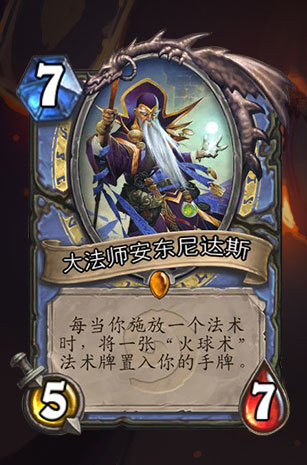 7
大法师安东尼达斯
每当你施放一个法术
时，将一张“火球术”
法术牌置入你的手牌。
5
7